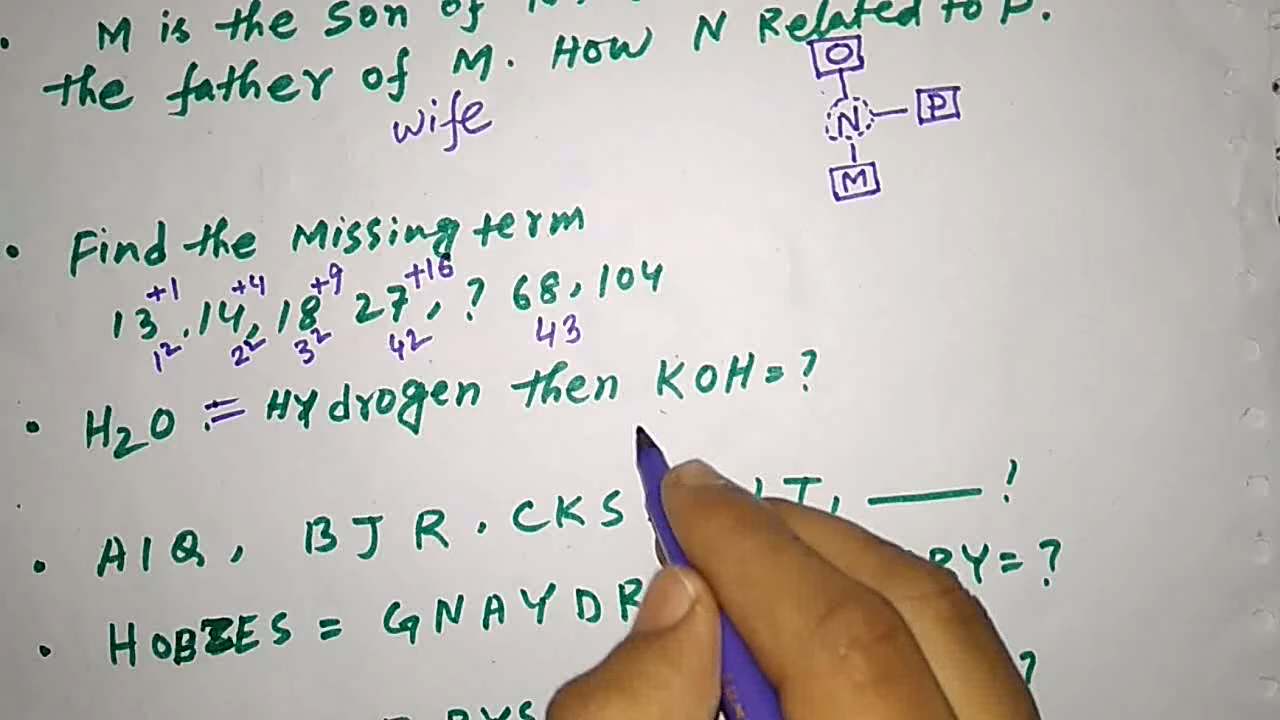 M is the son of N.
the father of M. How N Related to P.
wife
O
N P
M
Find the Missing term
+1 +4 +9 +16
13, 14, 18 27, ? 68, 104
1² 2² 3² 42 43
H2O = Hydrogen then KOH = ?
AIQ, BJR, CKS T, ?
HOBBES = GNAYDR RY = ?
?